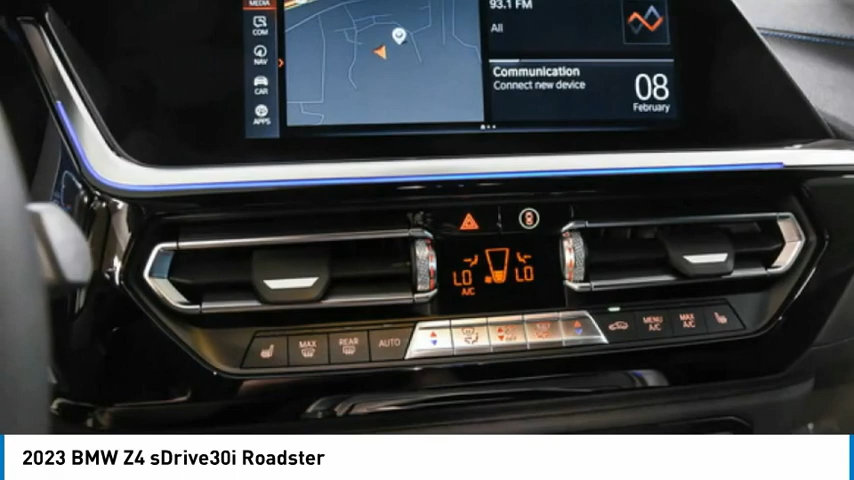 MEDIA
COM
NAV
CAR
APPS
93.1 FM
All
Communication
Connect new device
08
February
LO
LO
A/C
MAX
REAR
AUTO
MENU
A/C
MAX
A/C
2023 BMW Z4 sDrive30i Roadster